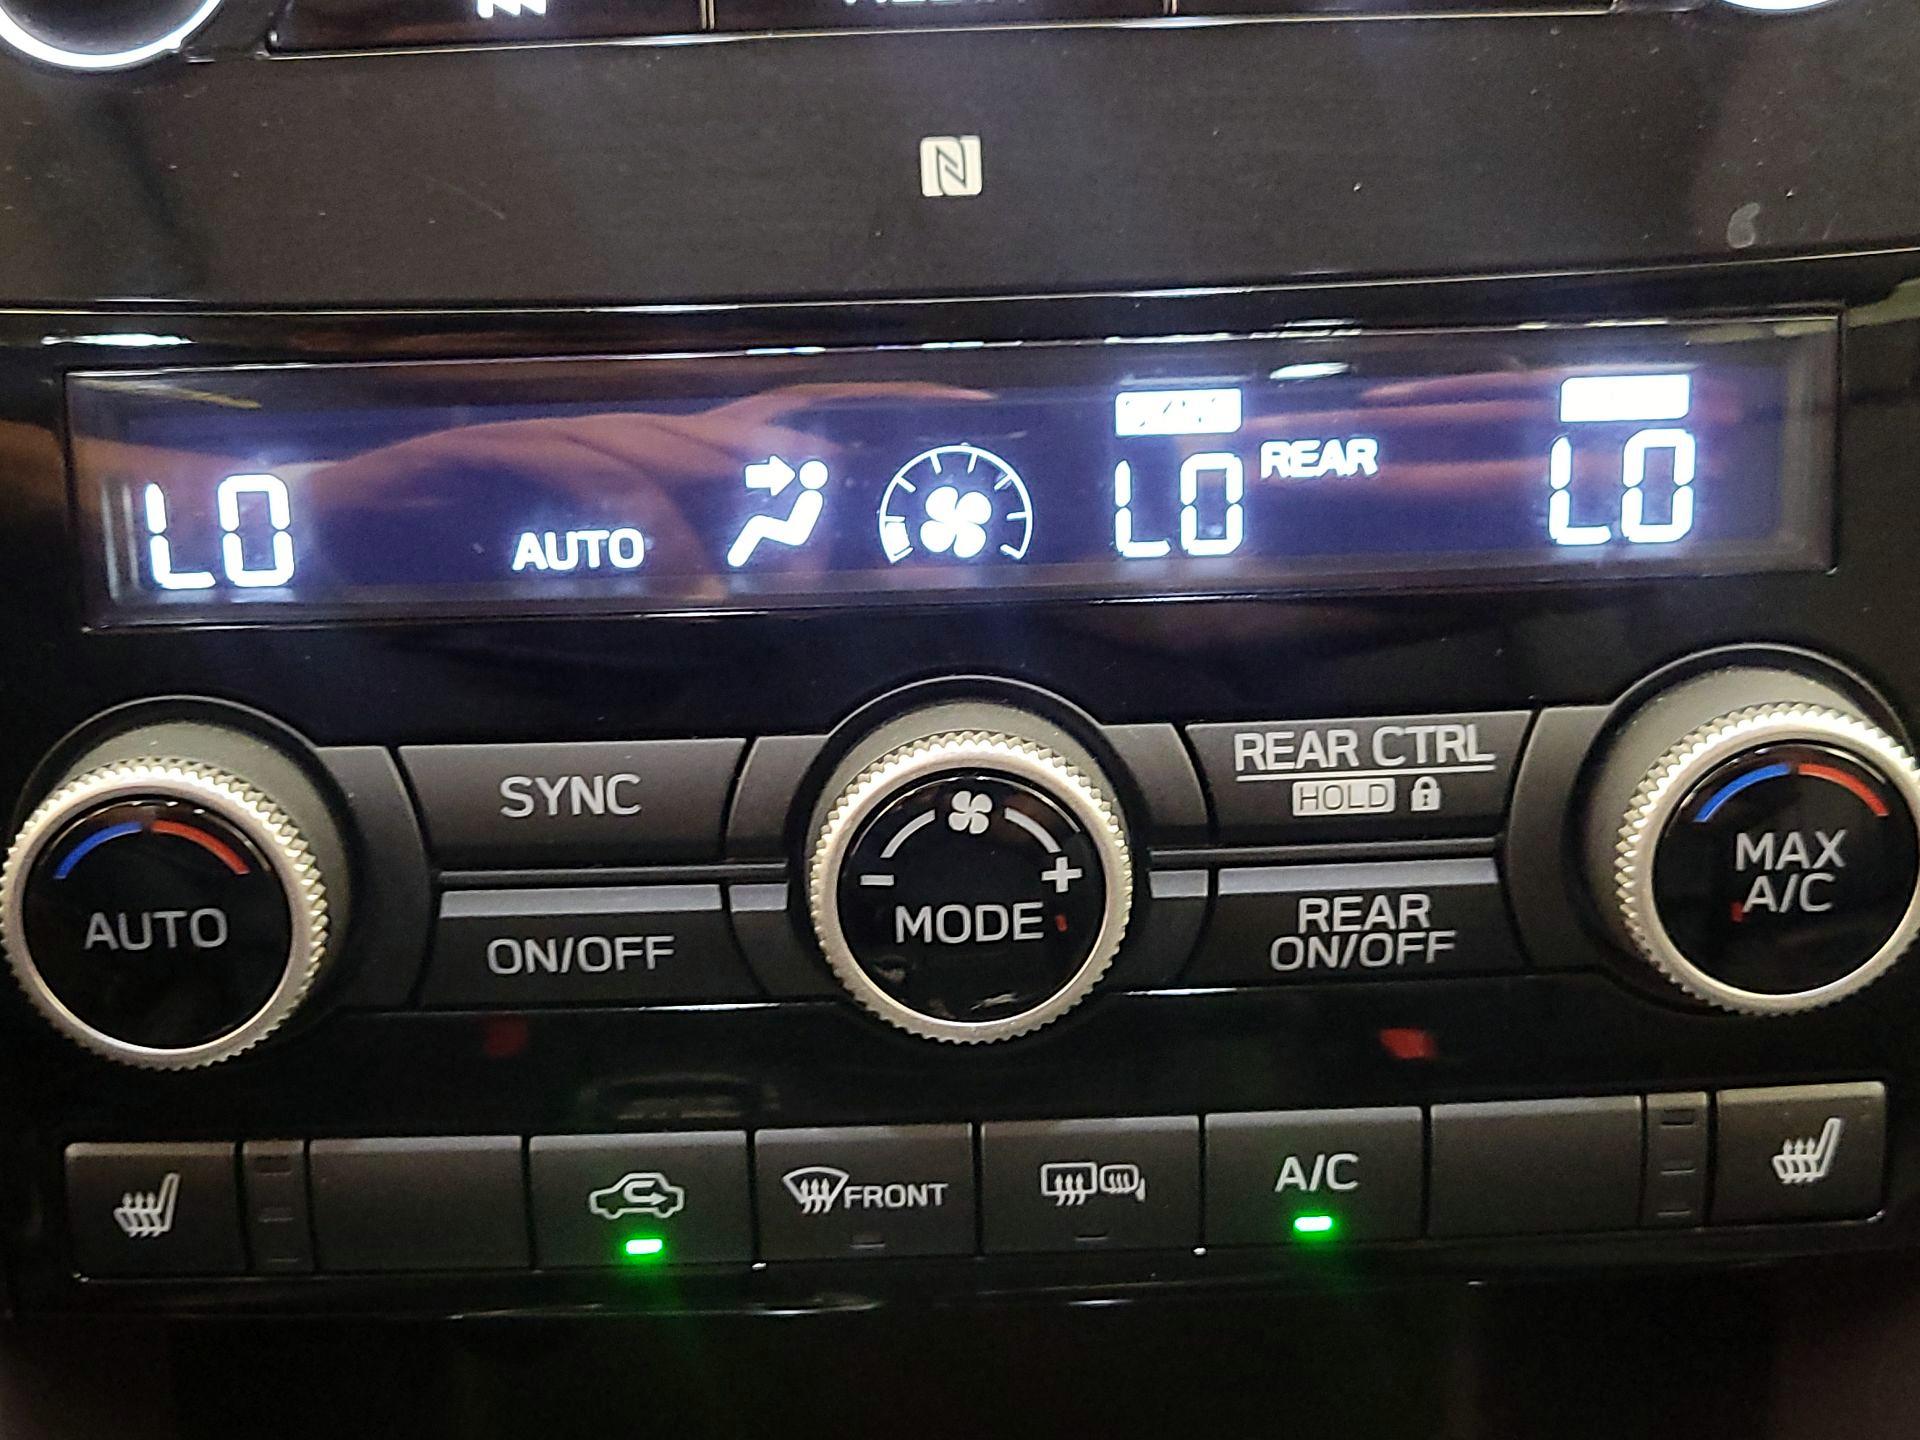 LO
AUTO
LO
REAR
LO
SYNC
ON/OFF
AUTO
MODE
REAR CTRL
HOLD
REAR
ON/OFF
MAX
A/C
FRONT
A/C